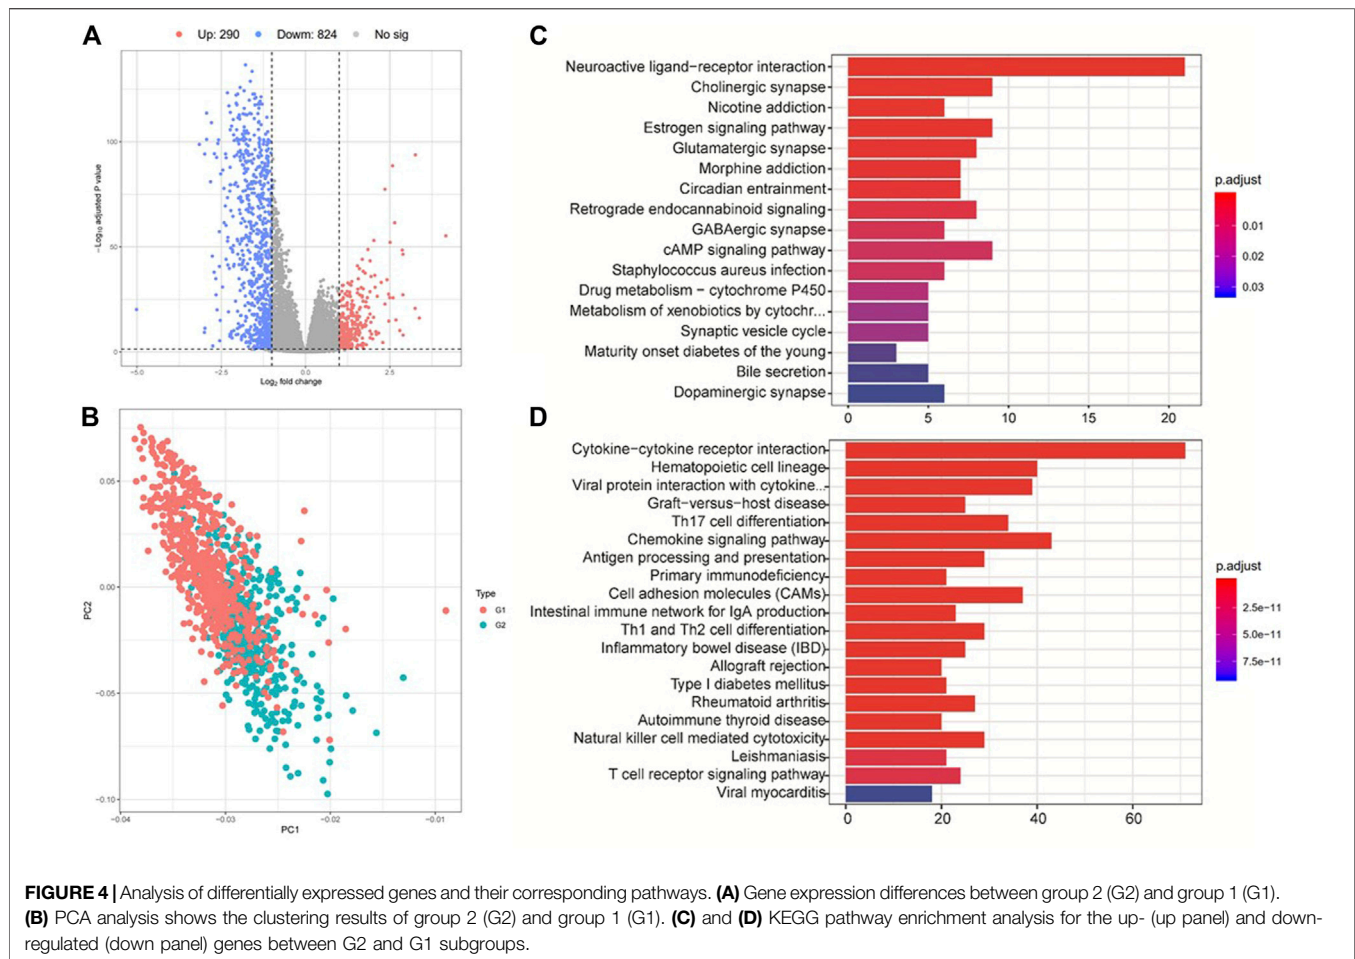 A
Up: 290 Down: 824 No sig
100
50
0
−Log10 adjusted P value
−5.0 −2.5 0.0 2.5
Log2 fold change
B
0.05
0.00
−0.05
−0.10
PC2
−0.04 −0.03 −0.02 −0.01
PC1
Type
G1
G2
C
Neuroactive ligand−receptor interaction
Cholinergic synapse
Nicotine addiction
Estrogen signaling pathway
Glutamatergic synapse
Morphine addiction
Circadian entrainment
Retrograde endocannabinoid signaling
GABAergic synapse
cAMP signaling pathway
Staphylococcus aureus infection
Drug metabolism − cytochrome P450
Metabolism of xenobiotics by cytochr...
Synaptic vesicle cycle
Maturity onset diabetes of the young
Bile secretion
Dopaminergic synapse
0 5 10 15 20
p.adjust
0.01
0.02
0.03
D
Cytokine−cytokine receptor interaction
Hematopoietic cell lineage
Viral protein interaction with cytokine...
Graft−versus−host disease
Th17 cell differentiation
Chemokine signaling pathway
Antigen processing and presentation
Primary immunodeficiency
Cell adhesion molecules (CAMs)
Intestinal immune network for IgA production
Th1 and Th2 cell differentiation
Inflammatory bowel disease (IBD)
Allograft rejection
Type I diabetes mellitus
Rheumatoid arthritis
Autoimmune thyroid disease
Natural killer cell mediated cytotoxicity
Leishmaniasis
T cell receptor signaling pathway
Viral myocarditis
0 20 40 60
p.adjust
2.5e−11
5.0e−11
7.5e−11
FIGURE 4 | Analysis of differentially expressed genes and their corresponding pathways. (A) Gene expression differences between group 2 (G2) and group 1 (G1).
(B) PCA analysis shows the clustering results of group 2 (G2) and group 1 (G1). (C) and (D) KEGG pathway enrichment analysis for the up- (up panel) and down-
regulated (down panel) genes between G2 and G1 subgroups.